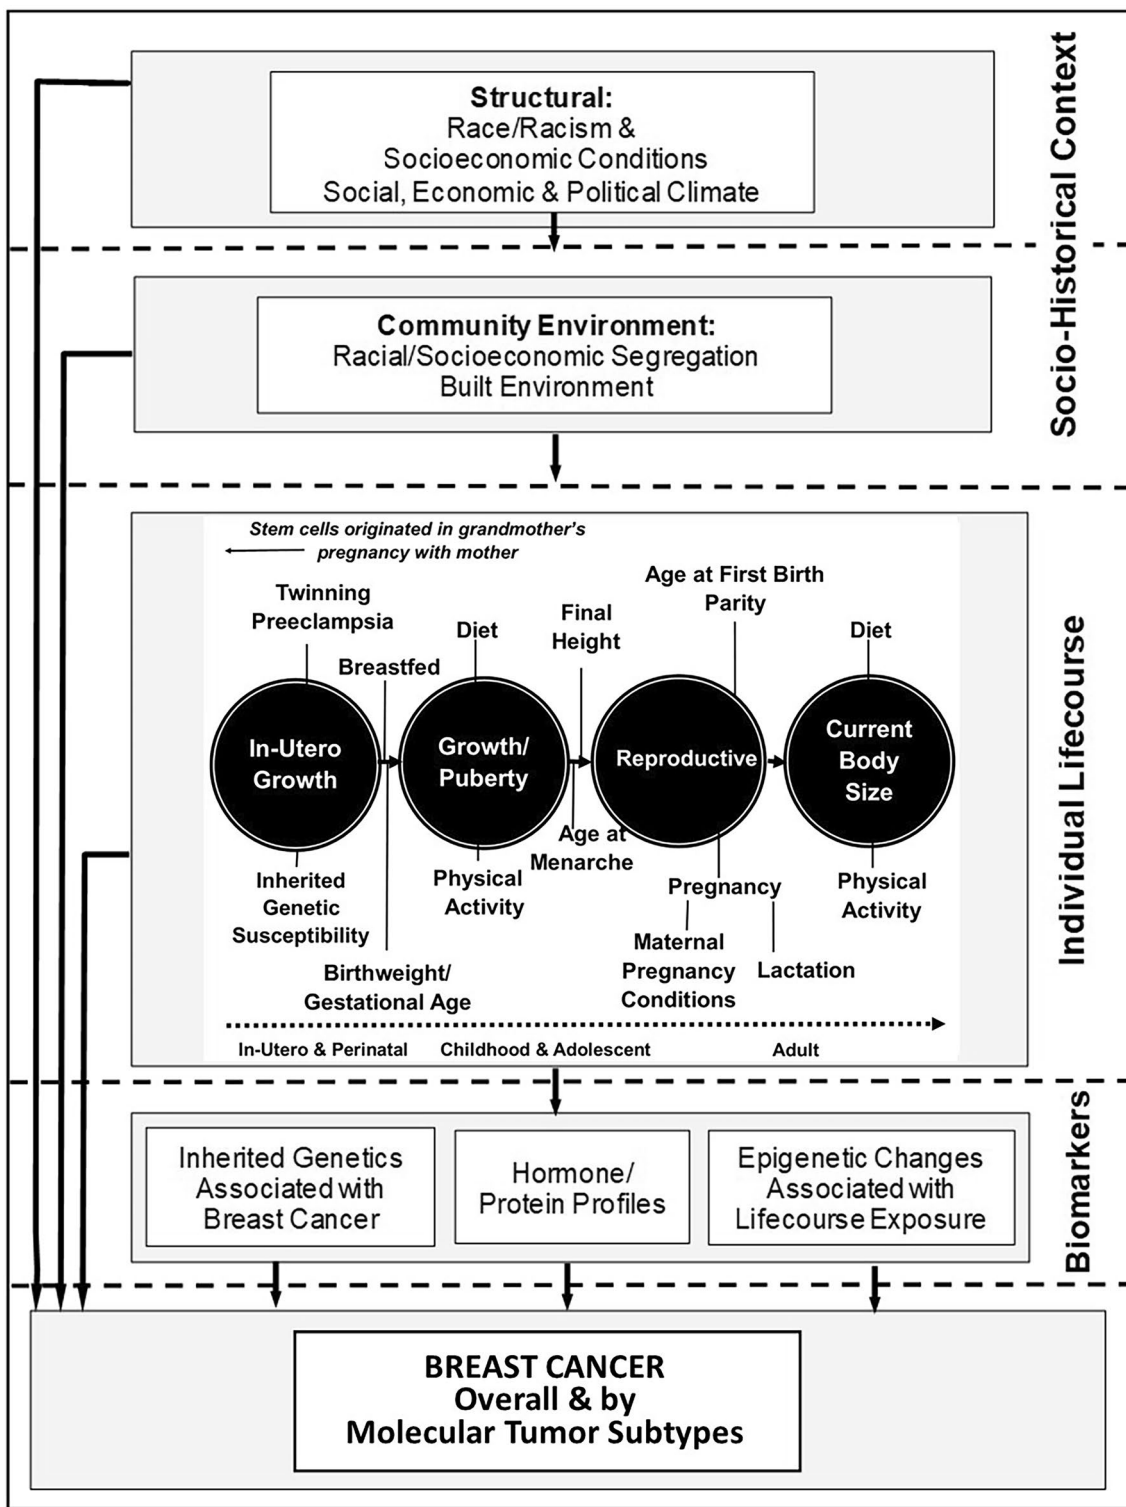 Structural:
Race/Racism &
Socioeconomic Conditions
Social, Economic & Political Climate
Community Environment:
Racial/Socioeconomic Segregation
Built Environment
Socio-Historical Context
Stem cells originated in grandmother's
pregnancy with mother
Twinning
Preeclampsia
Breastfed
Diet
Final
Height
Age at First Birth
Parity
Diet
In-Utero
Growth
Growth/
Puberty
Reproductive
Current
Body
Size
Inherited
Genetic
Susceptibility
Birthweight/
Gestational Age
Physical
Activity
Age at
Menarche
Pregnancy
Maternal
Pregnancy
Conditions
Lactation
Physical
Activity
In-Utero & Perinatal
Childhood & Adolescent
Adult
Individual Lifecourse
Inherited Genetics
Associated with
Breast Cancer
Hormone/
Protein Profiles
Epigenetic Changes
Associated with
Lifecourse Exposure
Biomarkers
BREAST CANCER
Overall & by
Molecular Tumor Subtypes